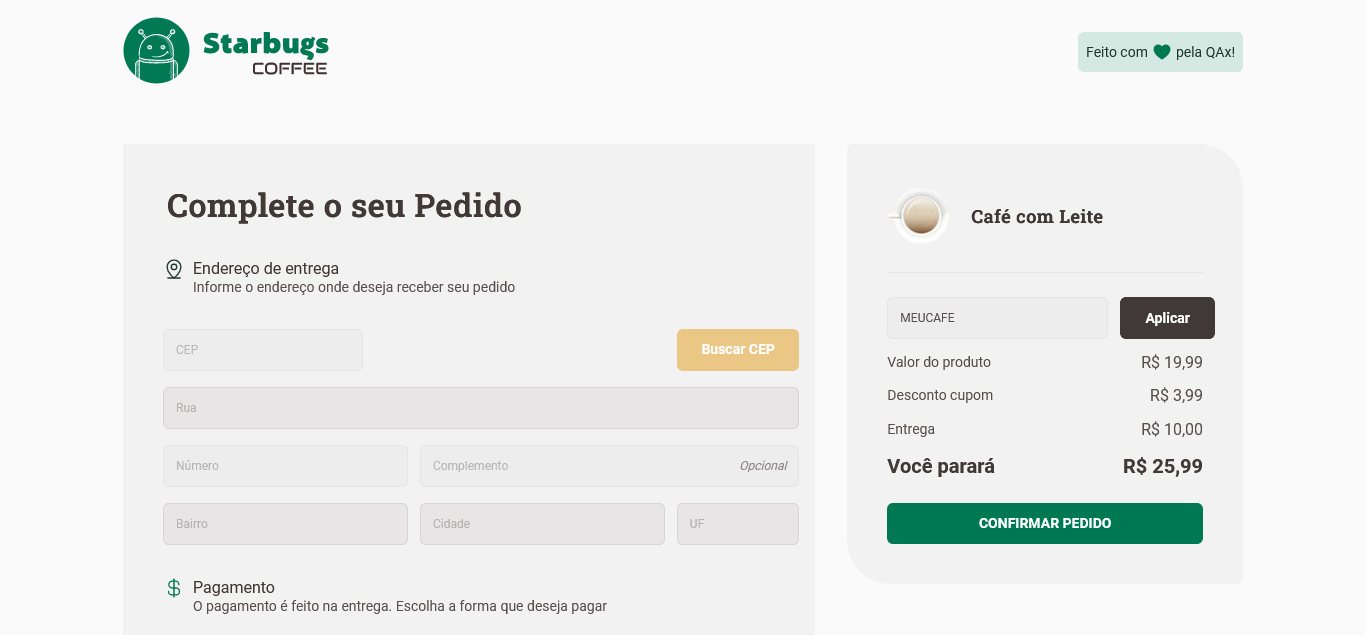 Starbugs
COFFEE
Feito com pela QAx!
Complete o seu Pedido
Endereço de entrega
Informe o endereço onde deseja receber seu pedido
CEP
Buscar CEP
Rua
Número
Complemento
Opcional
Bairro
Cidade
UF
Pagamento
O pagamento é feito na entrega. Escolha a forma que deseja pagar
Café com Leite
MEUCAFE
Aplicar
Valor do produto R$ 19,99
Desconto cupom R$ 3,99
Entrega R$ 10,00
Você parará R$ 25,99
CONFIRMAR PEDIDO